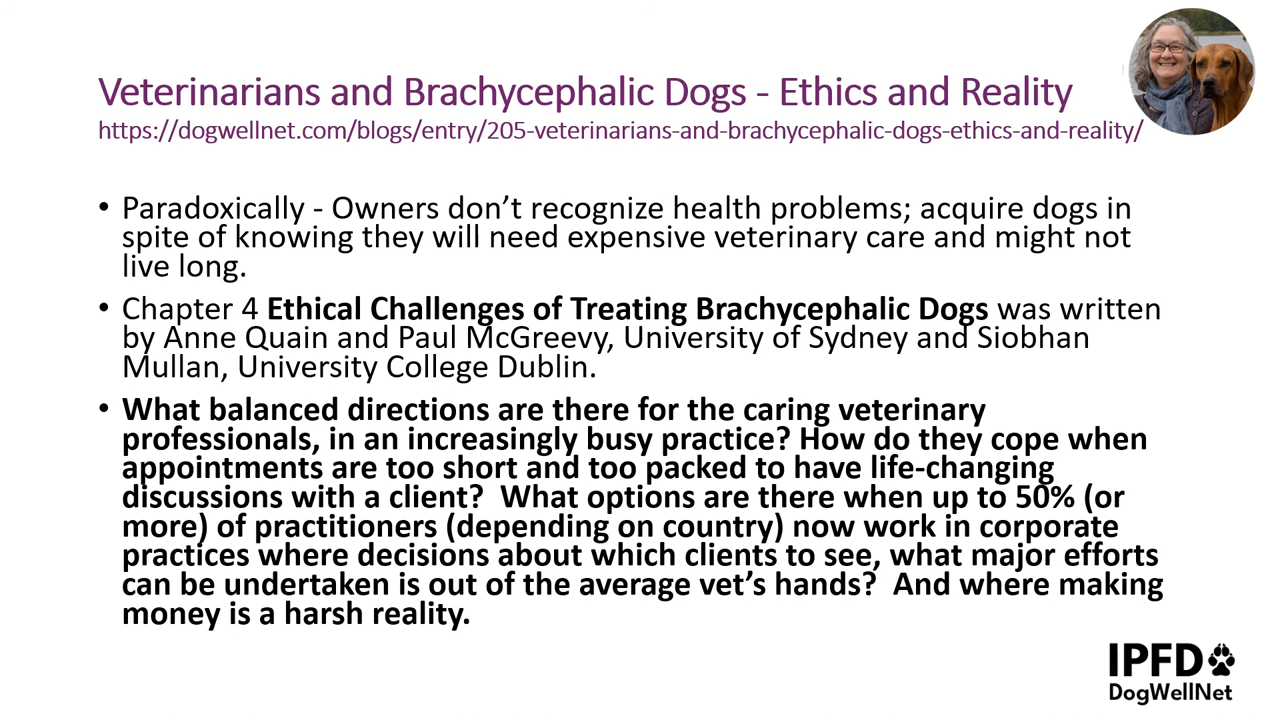 Veterinarians and Brachycephalic Dogs - Ethics and Reality
https://dogwellnet.com/blogs/entry/205-veterinarians-and-brachycephalic-dogs-ethics-and-reality/
• Paradoxically - Owners don’t recognize health problems; acquire dogs in
spite of knowing they will need expensive veterinary care and might not
live long.
• Chapter 4 Ethical Challenges of Treating Brachycephalic Dogs was written
by Anne Quain and Paul McGreevy, University of Sydney and Siobhan
Mullan, University College Dublin.
• What balanced directions are there for the caring veterinary
professionals, in an increasingly busy practice? How do they cope when
appointments are too short and too packed to have life-changing
discussions with a client?  What options are there when up to 50% (or
more) of practitioners (depending on country) now work in corporate
practices where decisions about which clients to see, what major efforts
can be undertaken is out of the average vet’s hands?  And where making
money is a harsh reality.
IPFD
DogWellNet